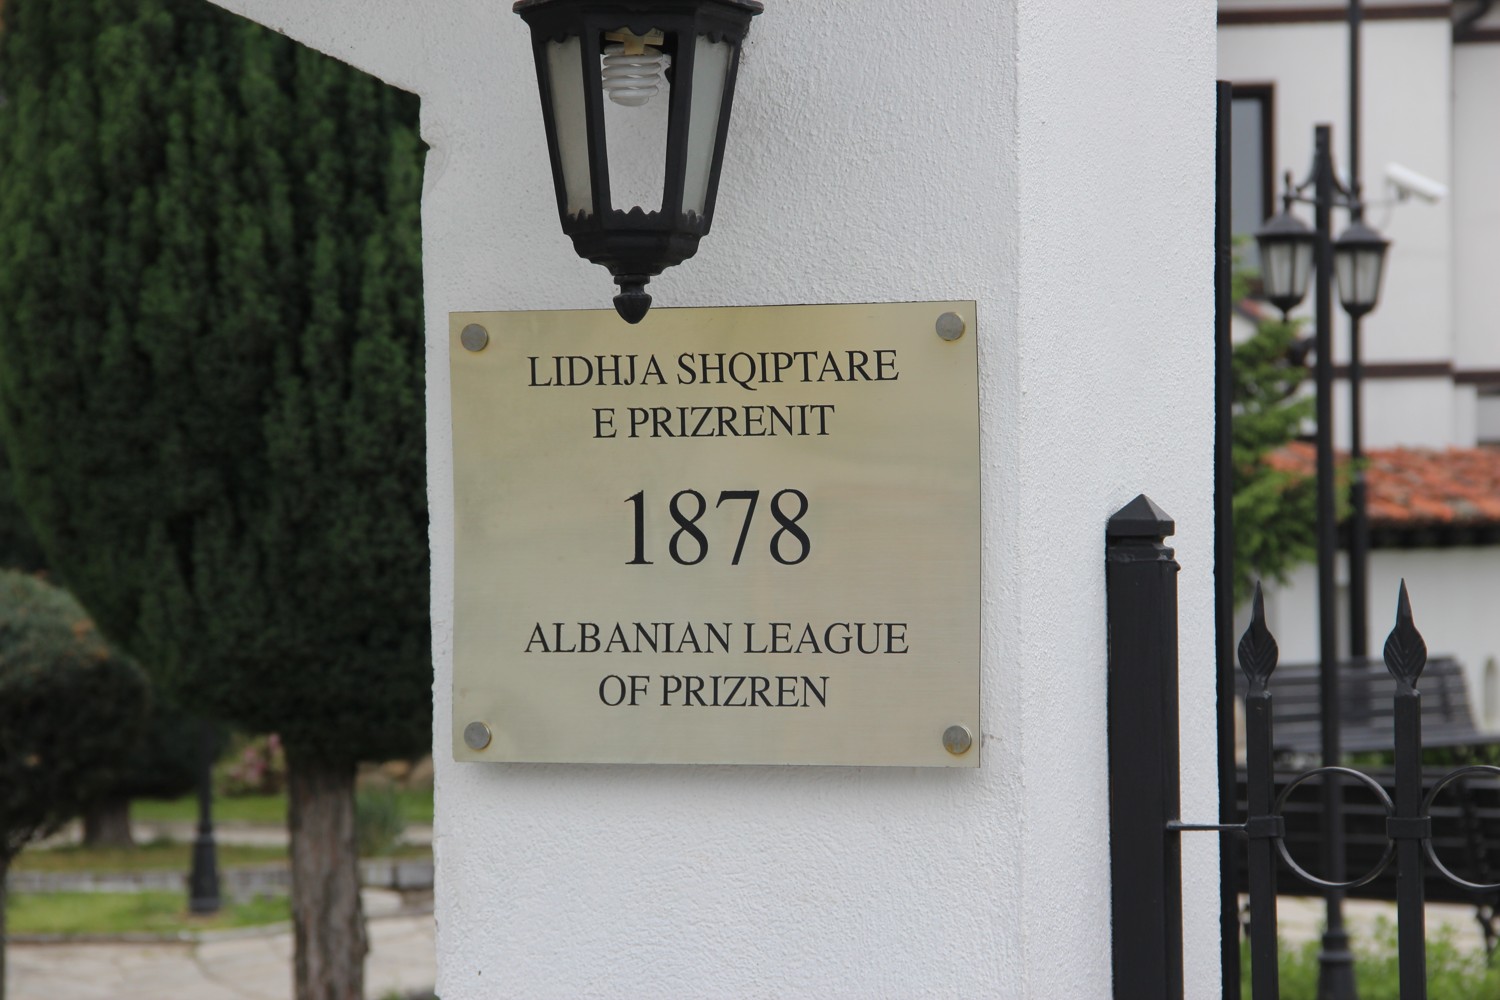 LIDHJA SHQIPTARE
E PRIZRENIT
1878
ALBANIAN LEAGUE
OF PRIZREN